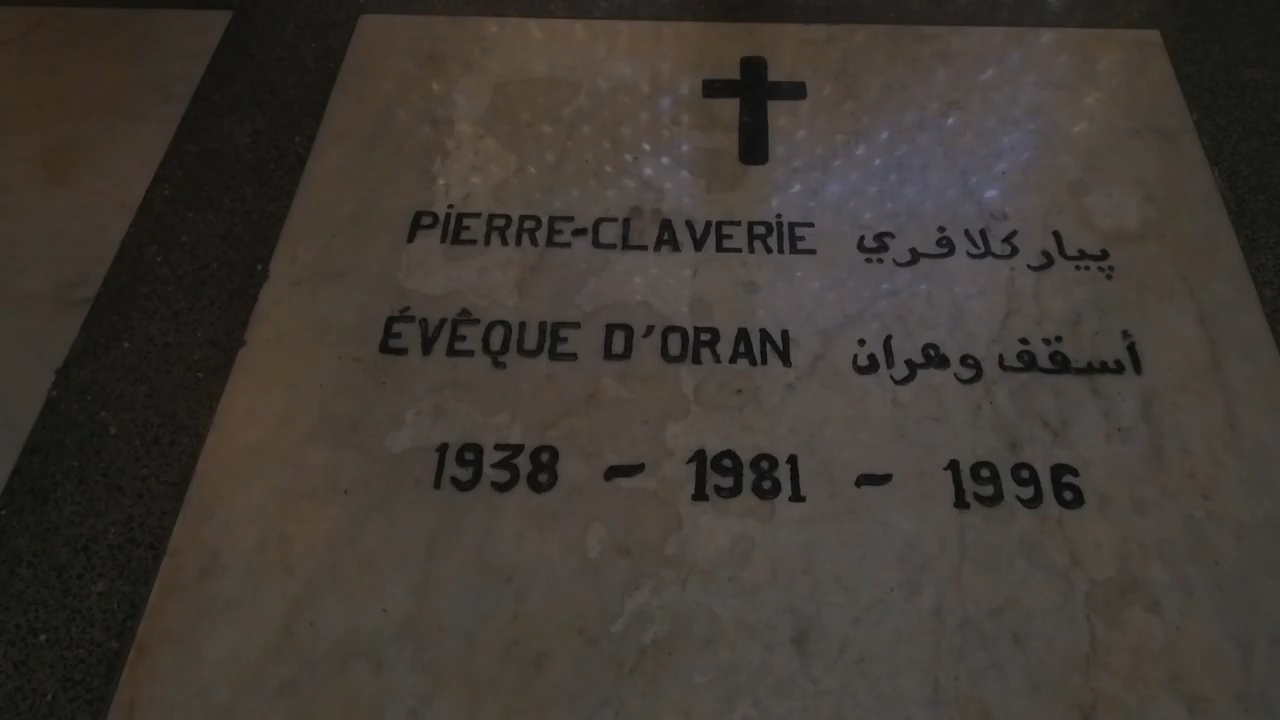 PIERRE-CLAVERIE پيار كلافري
ÉVÊQUE D'ORAN أسقف وهران
1938 - 1981 - 1996